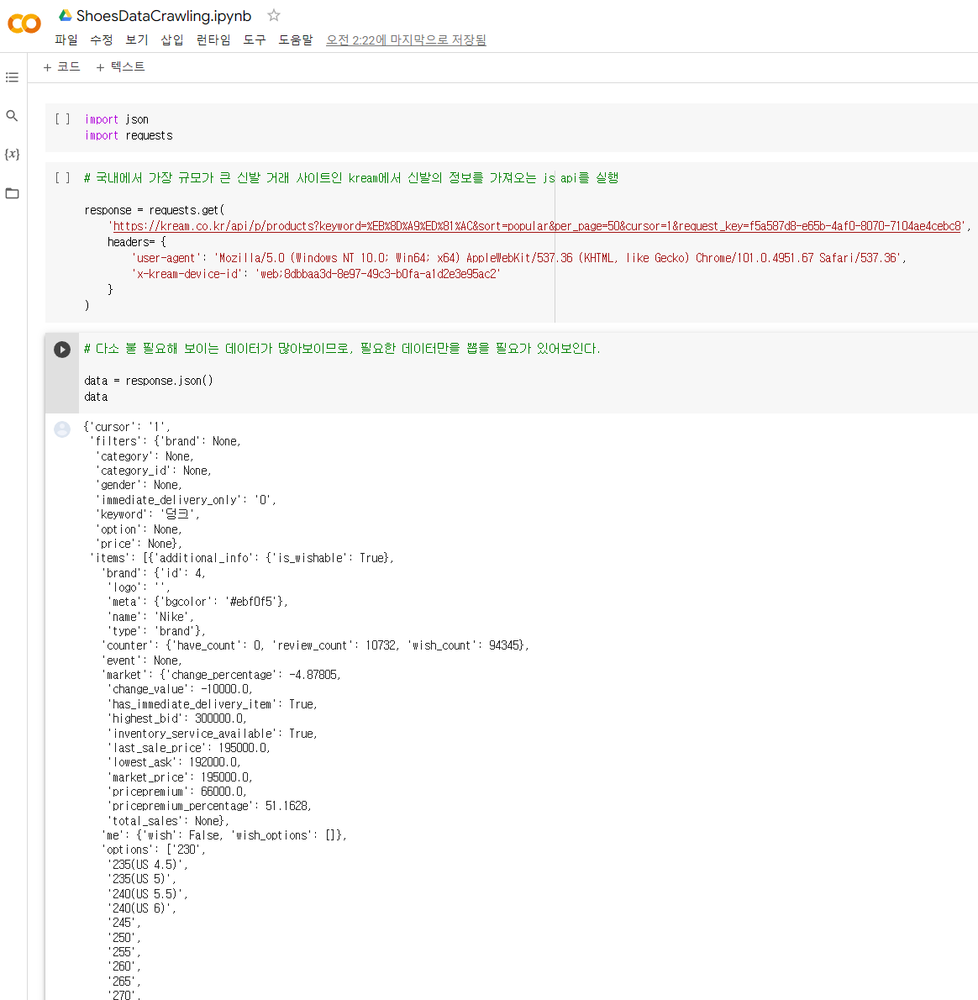 ShoesDataCrawling.ipynb
파일 수정 보기 삽입 런타임 도구 도움말 오전 2:22에 마지막으로 저장됨
+ 코드 + 텍스트
[ ] import json
import requests
[ ] # 국내에서 가장 규모가 큰 신발 거래 사이트인 kream에서 신발의 정보를 가져오는 js api를 실행
response = requests.get(
'https://kream.co.kr/api/p/products?keyword=%EB%8D%A9%ED%81%AC&sort=popular&per_page=50&cursor=1&request_key=f5a587d8-e65b-4af0-8070-7104ae4cebc8',
headers= {
'user-agent': 'Mozilla/5.0 (Windows NT 10.0; Win64; x64) AppleWebKit/537.36 (KHTML, like Gecko) Chrome/101.0.4951.67 Safari/537.36',
'x-kream-device-id': 'web;8dbbaa3d-8e97-49c3-b0fa-a1d2e3e95ac2'
}
)
# 다소 불 필요해 보이는 데이터가 많아보이므로, 필요한 데이터만을 뽑을 필요가 있어보인다.
data = response.json()
data
{'cursor': '1',
'filters': {'brand': None,
'category': None,
'category_id': None,
'gender': None,
'immediate_delivery_only': '0',
'keyword': '덩크',
'option': None,
'price': None},
'items': [{'additional_info': {'is_wishable': True},
'brand': {'id': 4,
'logo': '',
'meta': {'bgcolor': '#ebf0f5'},
'name': 'Nike',
'type': 'brand'},
'counter': {'have_count': 0, 'review_count': 10732, 'wish_count': 94345},
'event': None,
'market': {'change_percentage': -4.87805,
'change_value': -10000.0,
'has_immediate_delivery_item': True,
'highest_bid': 300000.0,
'inventory_service_available': True,
'last_sale_price': 195000.0,
'lowest_ask': 192000.0,
'market_price': 195000.0,
'pricepremium': 66000.0,
'pricepremium_percentage': 51.1628,
'total_sales': None},
'me': {'wish': False, 'wish_options': []},
'options': ['230',
'235(US 4.5)',
'235(US 5)',
'240(US 5.5)',
'240(US 6)',
'245',
'250',
'255',
'260',
'265',
'270',